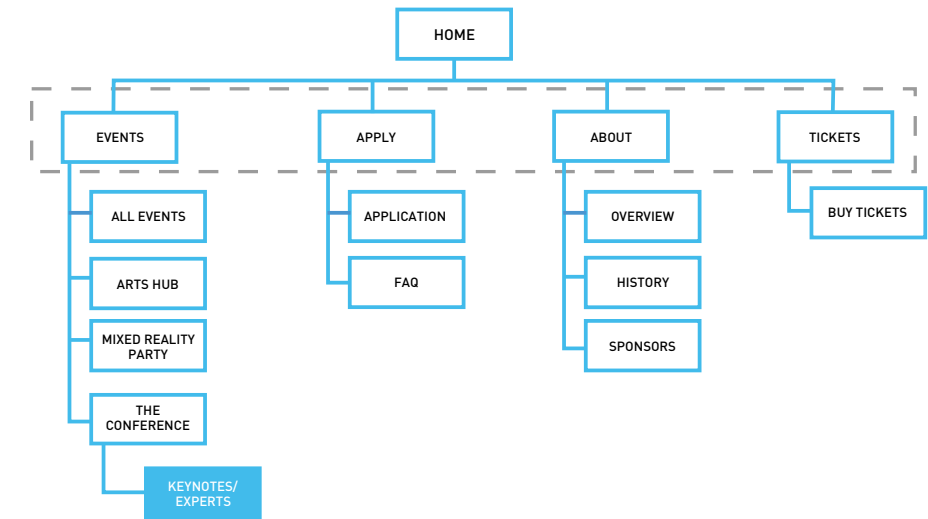 HOME
EVENTS
APPLY
ABOUT
TICKETS
ALL EVENTS
ARTS HUB
MIXED REALITY
PARTY
THE
CONFERENCE
KEYNOTES/
EXPERTS
APPLICATION
FAQ
OVERVIEW
HISTORY
SPONSORS
BUY TICKETS